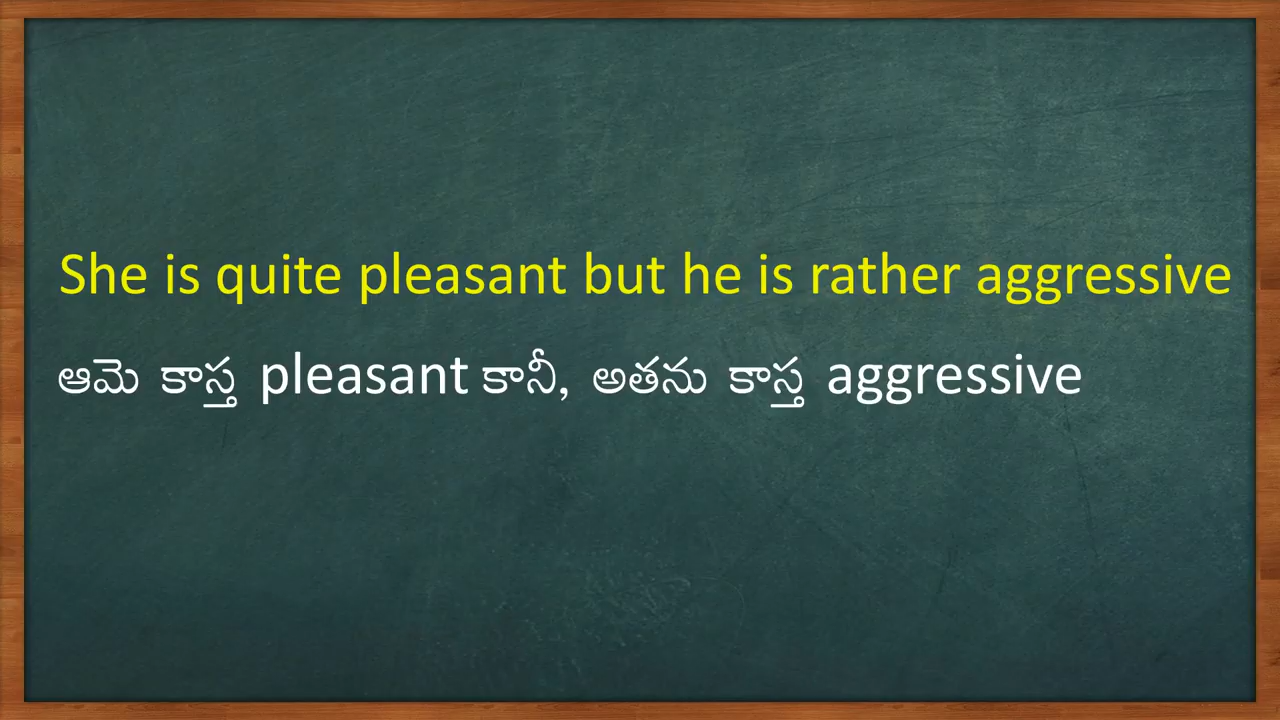 She is quite pleasant but he is rather aggressive
ఆమె కాస్త pleasant కానీ, అతను కాస్త aggressive